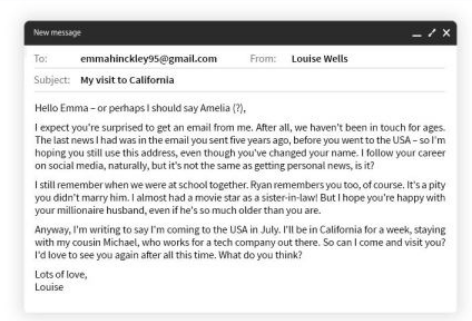 New message
To: emmahinckley95@gmail.com From: Louise Wells
Subject: My visit to California
Hello Emma – or perhaps I should say Amelia (?),
I expect you're surprised to get an email from me. After all, we haven't been in touch for ages.
The last news I had was in the email you sent five years ago, before you went to the USA – so I'm
hoping you still use this address, even though you've changed your name. I follow your career
on social media, naturally, but it's not the same as getting personal news, is it?
I still remember when we were at school together. Ryan remembers you too, of course. It's a pity
you didn't marry him. I almost had a movie star as a sister-in-law! But I hope you're happy with
your millionaire husband, even if he's so much older than you are.
Anyway, I'm writing to say I'm coming to the USA in July. I'll be in California for a week, staying
with my cousin Michael, who works for a tech company out there. So can I come and visit you?
I'd love to see you again after all this time. What do you think?
Lots of love,
Louise